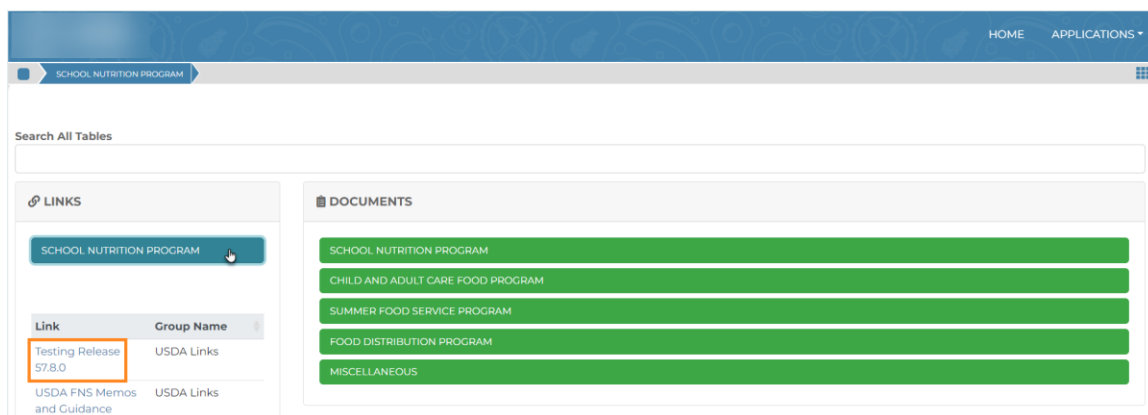 HOME APPLICATIONS
SCHOOL NUTRITION PROGRAM
Search All Tables
LINKS
SCHOOL NUTRITION PROGRAM
Link Group Name
Testing Release USDA Links
57.8.0
USDA FNS Memos USDA Links
and Guidance
DOCUMENTS
SCHOOL NUTRITION PROGRAM
CHILD AND ADULT CARE FOOD PROGRAM
SUMMER FOOD SERVICE PROGRAM
FOOD DISTRIBUTION PROGRAM
MISCELLANEOUS